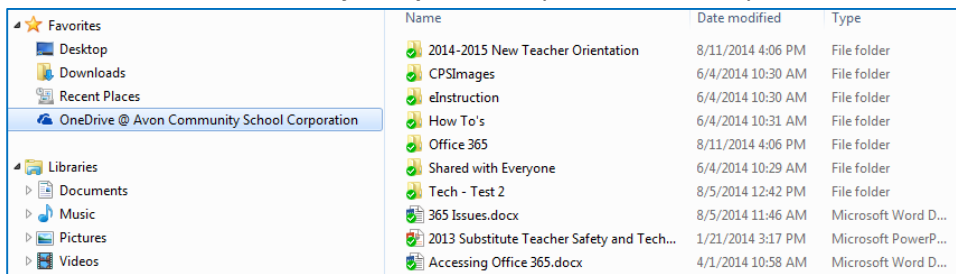 Favorites
Desktop
Downloads
Recent Places
OneDrive @ Avon Community School Corporation
Libraries
Documents
Music
Pictures
Videos
Name Date modified Type
2014-2015 New Teacher Orientation 8/11/2014 4:06 PM File folder
CPSImages 6/4/2014 10:30 AM File folder
eInstruction 6/4/2014 10:30 AM File folder
How To's 6/4/2014 10:31 AM File folder
Office 365 8/11/2014 4:06 PM File folder
Shared with Everyone 6/4/2014 10:29 AM File folder
Tech - Test 2 8/5/2014 12:42 PM File folder
365 Issues.docx 8/5/2014 11:46 AM Microsoft Word D...
2013 Substitute Teacher Safety and Tech... 1/21/2014 3:17 PM Microsoft PowerP...
Accessing Office 365.docx 4/1/2014 10:58 AM Microsoft Word D...